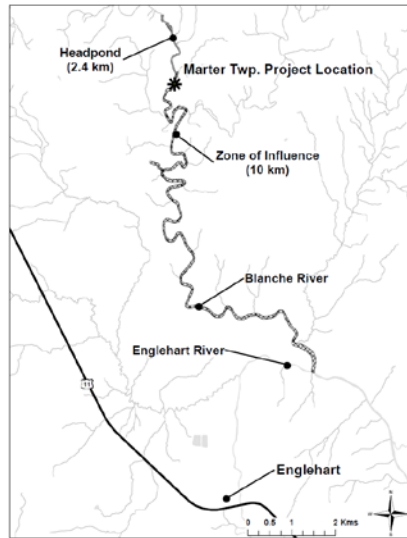 Headpond
(2.4 km)
Marter Twp. Project Location
Zone of Influence
(10 km)
Blanche River
Englehart River
11
Englehart
0 0.5 1 2 Kms